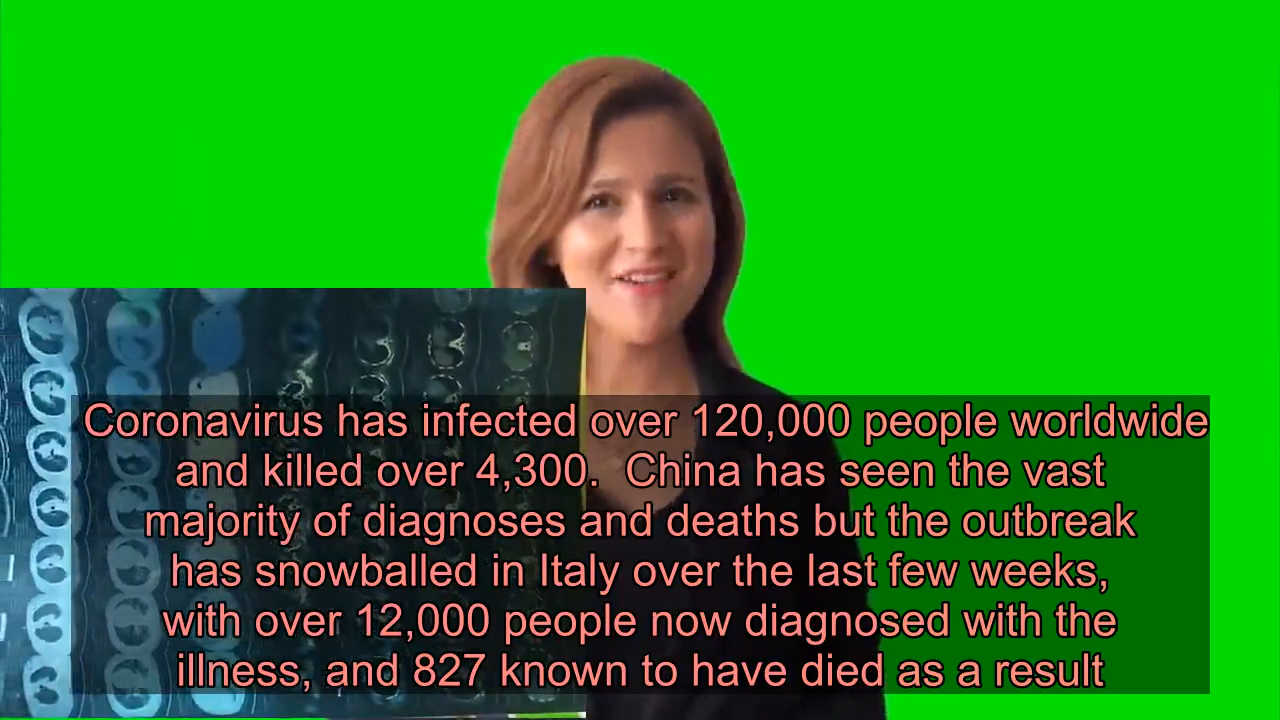 Coronavirus has infected over 120,000 people worldwide
and killed over 4,300.  China has seen the vast
majority of diagnoses and deaths but the outbreak
has snowballed in Italy over the last few weeks,
with over 12,000 people now diagnosed with the
illness, and 827 known to have died as a result